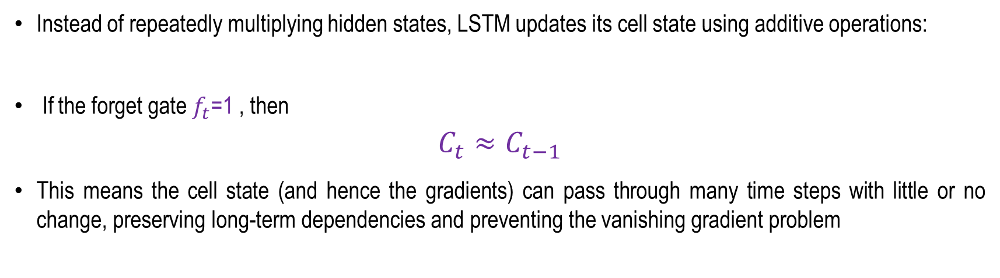 • Instead of repeatedly multiplying hidden states, LSTM updates its cell state using additive operations:
• If the forget gate fₜ=1 , then
Cₜ ≈ Cₜ₋₁
• This means the cell state (and hence the gradients) can pass through many time steps with little or no
change, preserving long-term dependencies and preventing the vanishing gradient problem